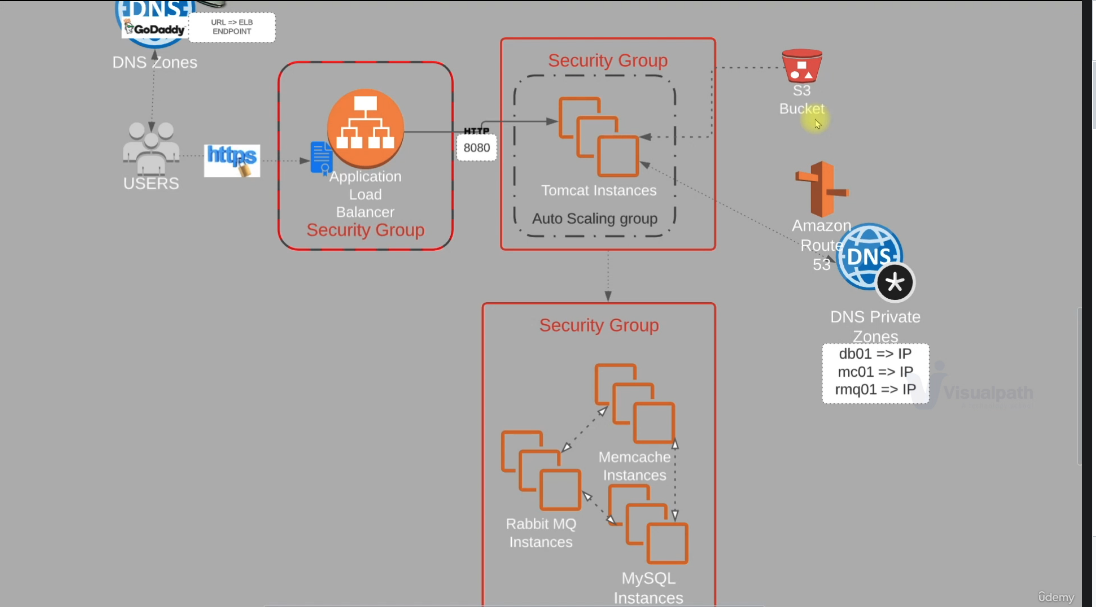 DNS
GoDaddy
URL => ELB
ENDPOINT
DNS Zones
USERS
https
Application
Load
Balancer
Security Group
HTTP
8080
Security Group
Tomcat Instances
Auto Scaling group
S3
Bucket
Amazon
Route
53
DNS
*
DNS Private
Zones
db01 => IP
mc01 => IP
rmq01 => IP
Visualpath
Security Group
Memcache
Instances
Rabbit MQ
Instances
MySQL
Instances
ûdemy